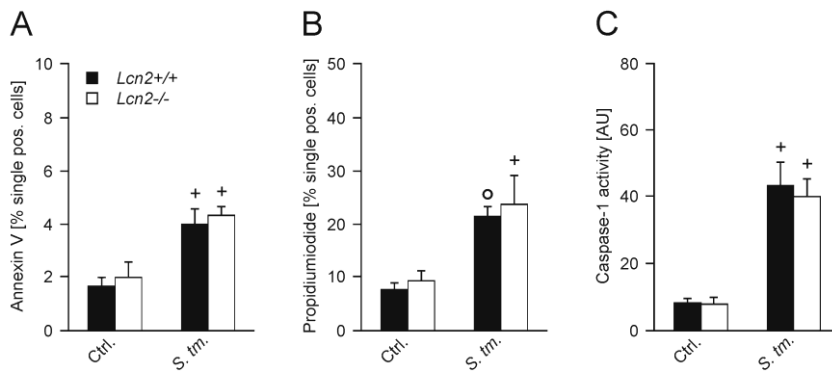 A
Annexin V [% single pos. cells]
10
8
6
4
2
0
Lcn2+/+
Lcn2-/-
+
+
Ctrl.
S. tm.
B
Propidiumiodide [% single pos. cells]
50
40
30
20
10
0
o
+
Ctrl.
S. tm.
C
Caspase-1 activity [AU]
80
60
40
20
0
+
+
Ctrl.
S. tm.